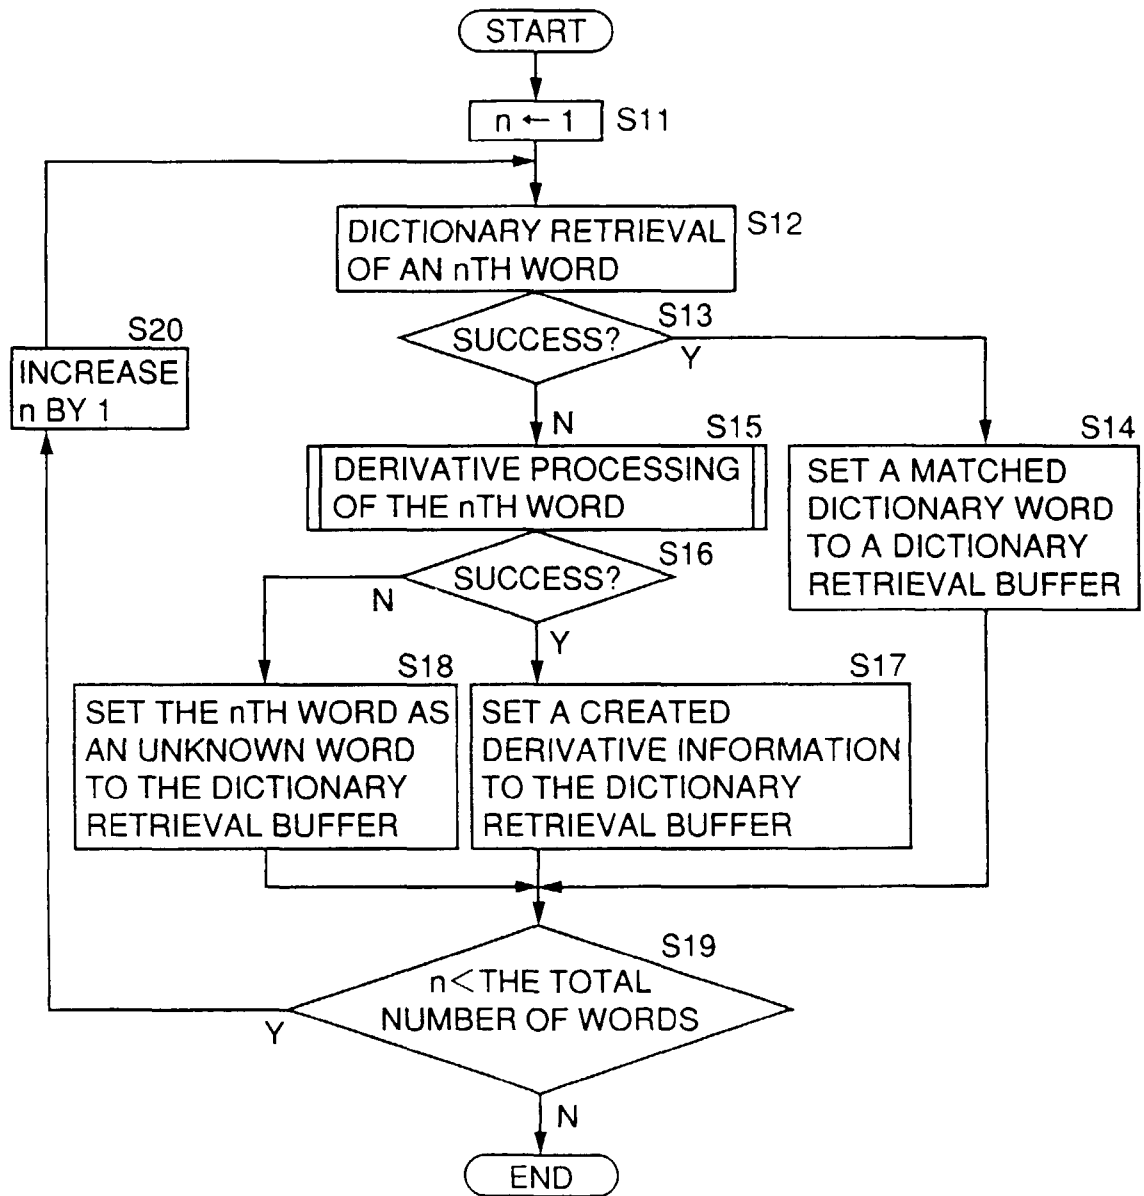 START
n ← 1
S11
DICTIONARY RETRIEVAL
OF AN nTH WORD
S12
SUCCESS?
S13
Y
N
S20
INCREASE
n BY 1
S15
DERIVATIVE PROCESSING
OF THE nTH WORD
S14
SET A MATCHED
DICTIONARY WORD
TO A DICTIONARY
RETRIEVAL BUFFER
SUCCESS?
S16
N
Y
S18
SET THE nTH WORD AS
AN UNKNOWN WORD
TO THE DICTIONARY
RETRIEVAL BUFFER
S17
SET A CREATED
DERIVATIVE INFORMATION
TO THE DICTIONARY
RETRIEVAL BUFFER
S19
n<THE TOTAL
NUMBER OF WORDS
Y
N
END